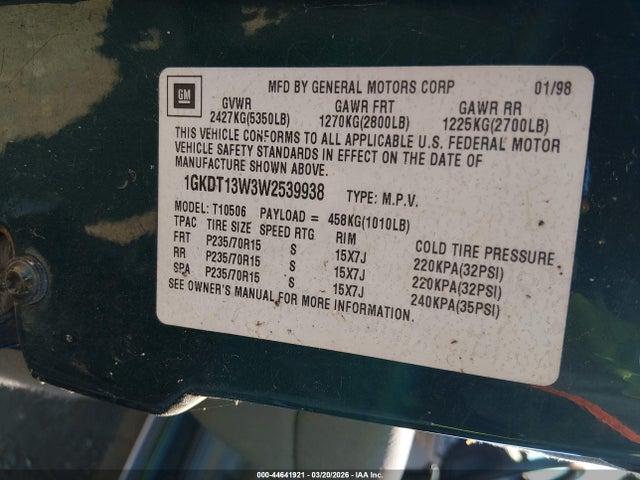 GM
MFD BY GENERAL MOTORS CORP 01/98
GVWR GAWR FRT GAWR RR
2427KG(5350LB) 1270KG(2800LB) 1225KG(2700LB)
THIS VEHICLE CONFORMS TO ALL APPLICABLE U.S. FEDERAL MOTOR
VEHICLE SAFETY STANDARDS IN EFFECT ON THE DATE OF
MANUFACTURE SHOWN ABOVE.
1GKDT13W3W2539938 TYPE: M.P.V.
MODEL: T10506 PAYLOAD = 458KG(1010LB)
TPAC TIRE SIZE SPEED RTG RIM COLD TIRE PRESSURE
FRT P235/70R15 S 15X7J 220KPA(32PSI)
RR P235/70R15 S 15X7J 220KPA(32PSI)
SPA P235/70R15 S 15X7J 240KPA(35PSI)
SEE OWNER'S MANUAL FOR MORE INFORMATION.
000-44641921 - 03/20/2026 - IAA Inc.